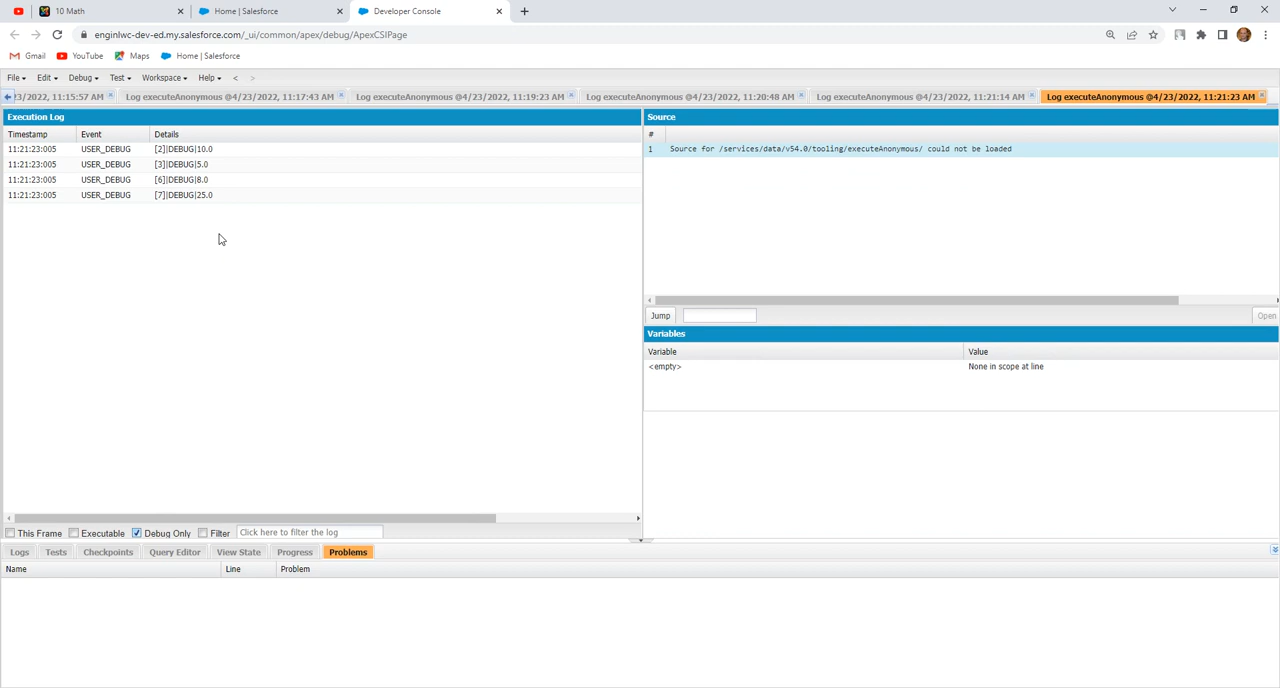 10 Math
Home | Salesforce
Developer Console
enginlwc-dev-ed.my.salesforce.com/_ui/common/apex/debug/ApexCSIPage
Gmail YouTube Maps Home | Salesforce
File Edit Debug Test Workspace Help < >
23/2022, 11:15:57 AM Log executeAnonymous @4/23/2022, 11:17:43 AM Log executeAnonymous @4/23/2022, 11:19:23 AM Log executeAnonymous @4/23/2022, 11:20:48 AM Log executeAnonymous @4/23/2022, 11:21:14 AM Log executeAnonymous @4/23/2022, 11:21:23 AM
Execution Log
Timestamp Event Details
11:21:23:005 USER_DEBUG [2]|DEBUG|10.0
11:21:23:005 USER_DEBUG [3]|DEBUG|5.0
11:21:23:005 USER_DEBUG [6]|DEBUG|8.0
11:21:23:005 USER_DEBUG [7]|DEBUG|25.0
This Frame Executable Debug Only Filter Click here to filter the log
Source
#
1 Source for /services/data/v54.0/tooling/executeAnonymous/ could not be loaded
Jump Open
Variables
Variable Value
<empty> None in scope at line
Logs Tests Checkpoints Query Editor View State Progress Problems
Name Line Problem